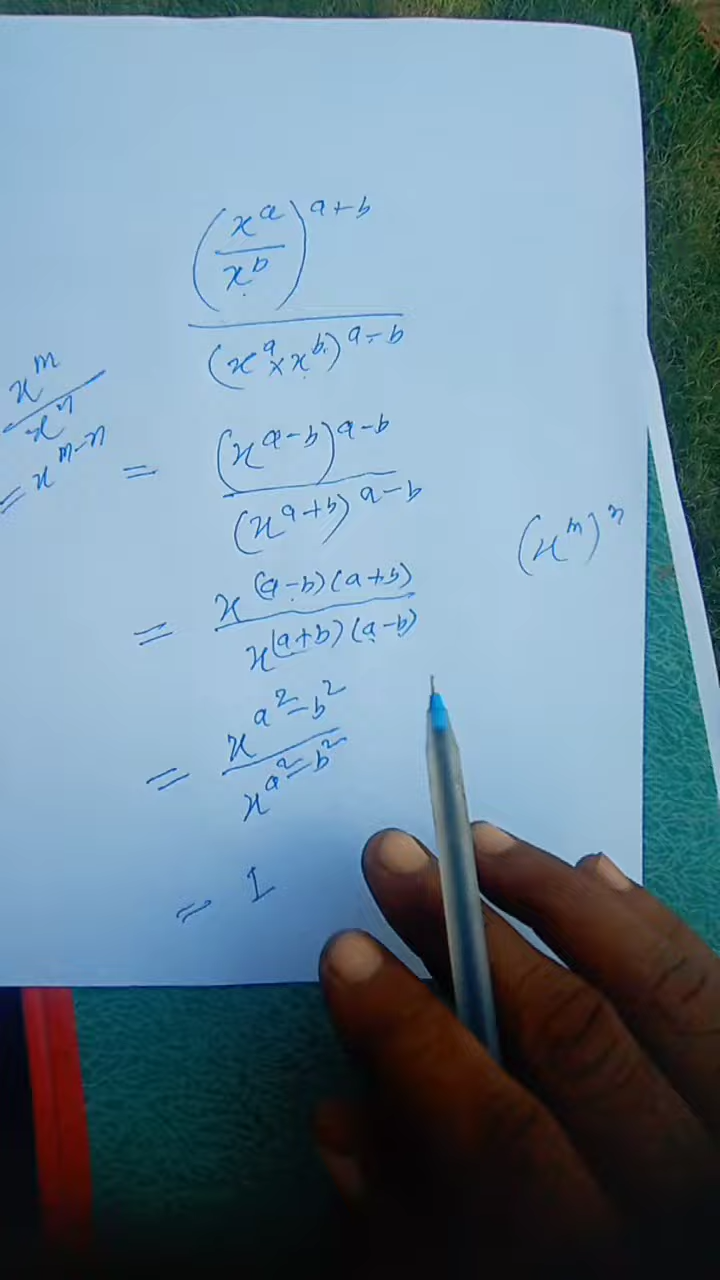 (x^a / x^b)^(a+b)
/ (x^a × x^b)^(a-b)
x^m / x^n
= x^(m-n)
= (x^(a-b))^(a-b) / (x^(a+b))^(a-b)
(x^m)^n
= x^((a-b)(a+b)) / x^((a+b)(a-b))
= x^(a²-b²) / x^(a²-b²)
= 1